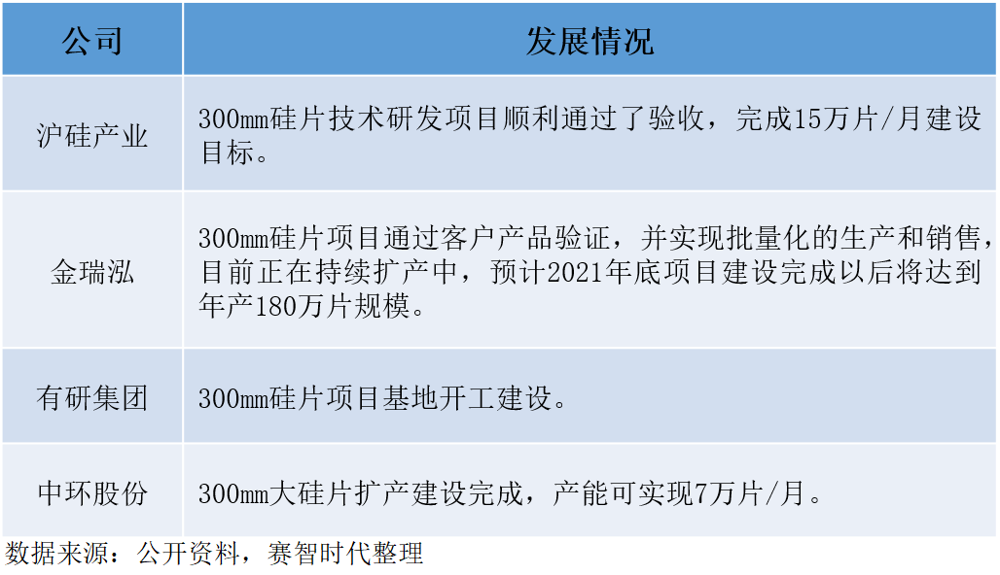 公司
发展情况
沪硅产业
300mm硅片技术研发项目顺利通过了验收，完成15万片/月建设
目标。
金瑞泓
300mm硅片项目通过客户产品验证，并实现批量化的生产和销售，
目前正在持续扩产中，预计2021年底项目建设完成以后将达到
年产180万片规模。
有研集团
300mm硅片项目基地开工建设。
中环股份
300mm大硅片扩产建设完成，产能可实现7万片/月。
数据来源：公开资料，赛智时代整理